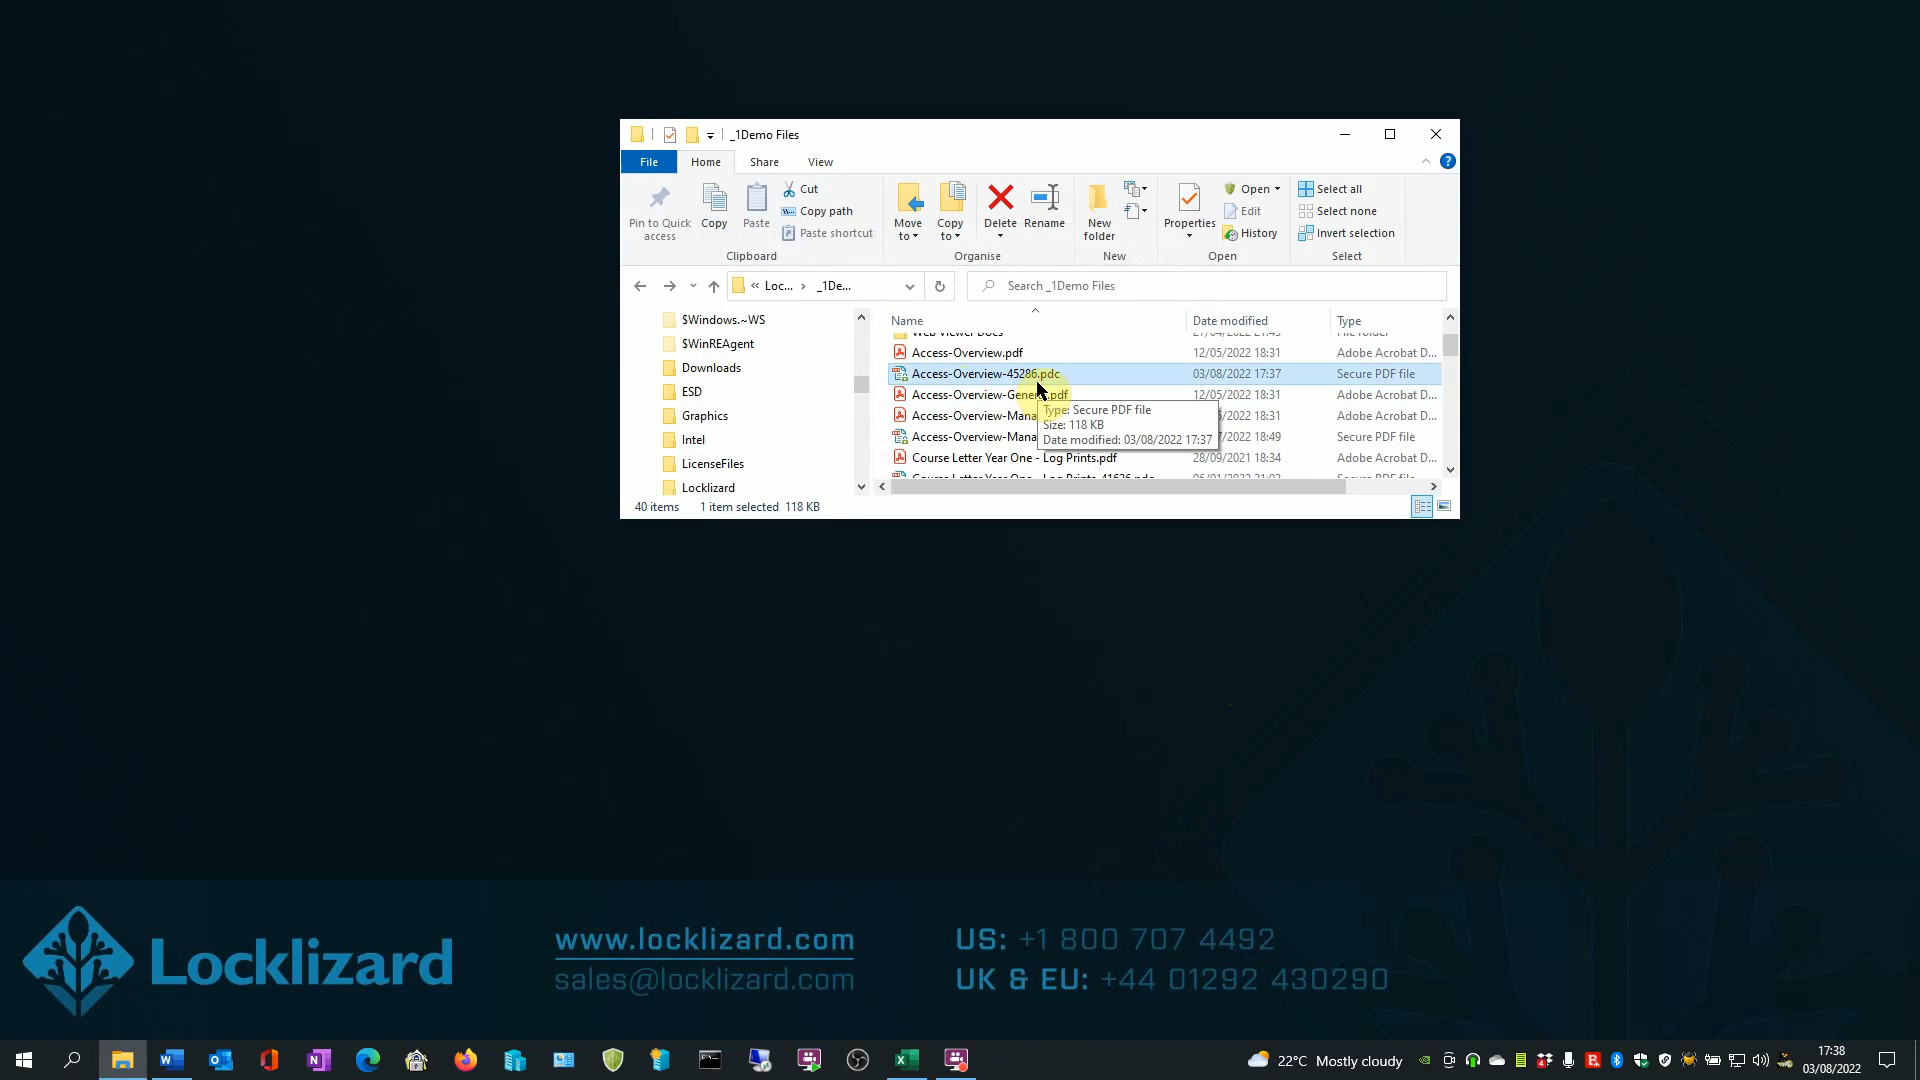 _1Demo Files
File Home Share View
Pin to Quick access
Copy
Paste
Cut
Copy path
Paste shortcut
Clipboard
Move to
Copy to
Delete
Rename
Organise
New folder
New
Properties
Open
Edit
History
Open
Select all
Select none
Invert selection
Select
« Loc... › _1De...
Search _1Demo Files
$Windows.~WS
$WinREAgent
Downloads
ESD
Graphics
Intel
LicenseFiles
Locklizard
Name Date modified Type
Access-Overview.pdf 12/05/2022 18:31 Adobe Acrobat D...
Access-Overview-45286.pdc 03/08/2022 17:37 Secure PDF file
12/05/2022 18:31 Adobe Acrobat D...
Access-Overview-Mana 18:31 Adobe Acrobat D...
Access-Overview-Mana 18:49 Secure PDF file
Course Letter Year One - Log Prints.pdf 28/09/2021 18:34 Adobe Acrobat D...
Type: Secure PDF file
Size: 118 KB
Date modified: 03/08/2022 17:37
40 items 1 item selected 118 KB
Locklizard
www.locklizard.com
sales@locklizard.com
US: +1 800 707 4492
UK & EU: +44 01292 430290
22°C Mostly cloudy
17:38
03/08/2022